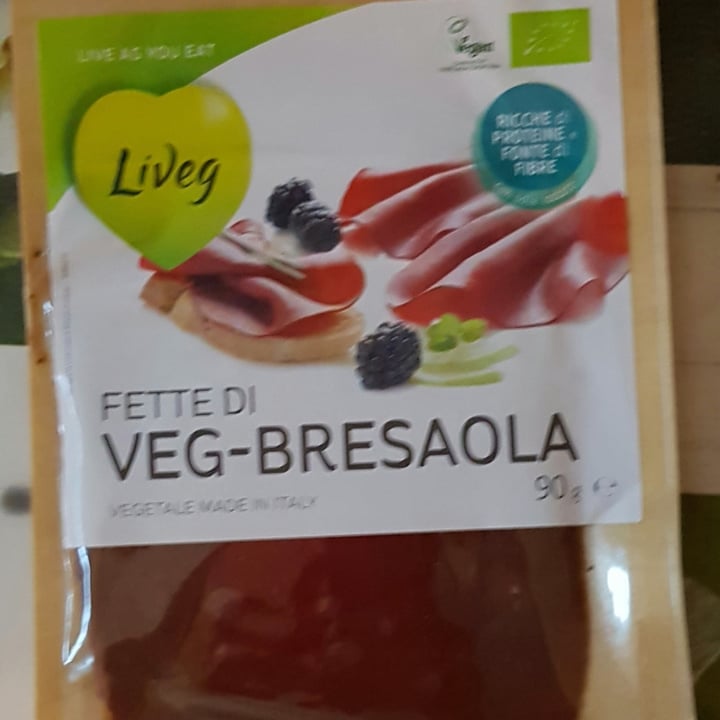 LIVE AS YOU EAT
Vegan
Liveg
RICCHE di
PROTEINE e
FONTE di
FIBRE
FETTE DI
VEG-BRESAOLA
90 g e
VEGETALE MADE IN ITALY